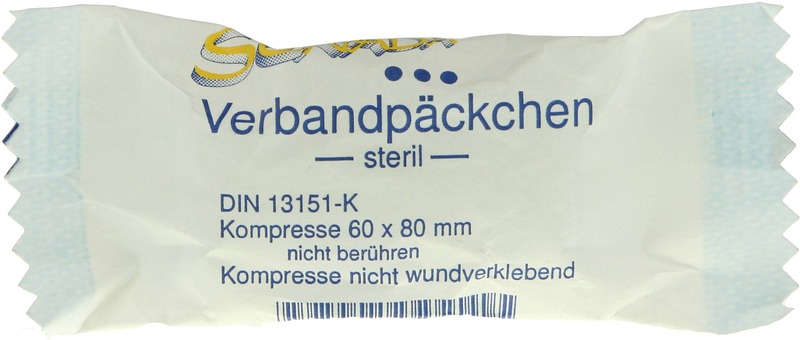 Verbandpäckchen
— steril —
DIN 13151-K
Kompresse 60 x 80 mm
nicht berühren
Kompresse nicht wundverklebend